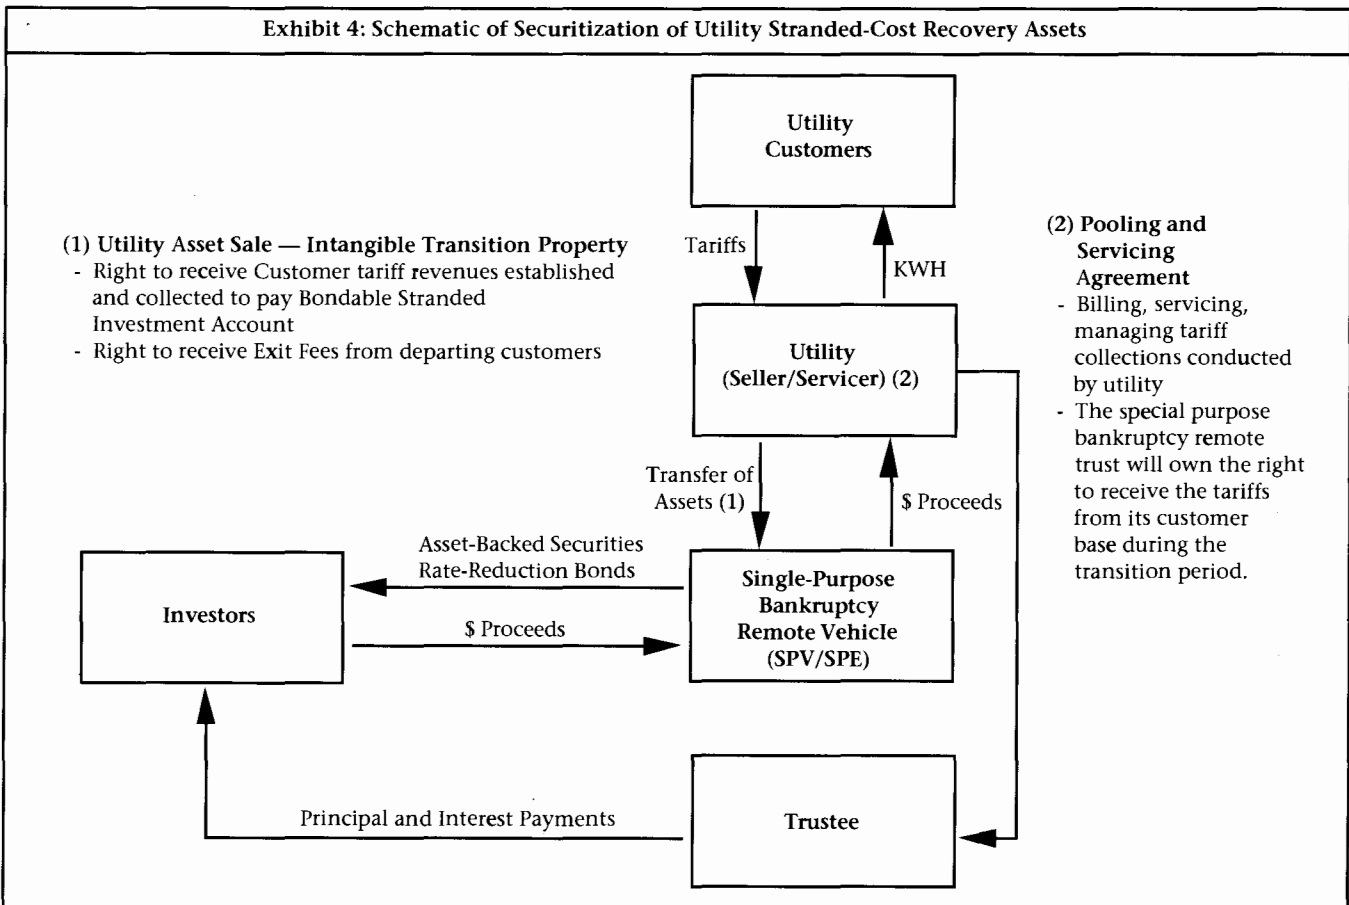 Exhibit 4: Schematic of Securitization of Utility Stranded-Cost Recovery Assets
Utility
Customers
(1) Utility Asset Sale — Intangible Transition Property
- Right to receive Customer tariff revenues established
and collected to pay Bondable Stranded
Investment Account
- Right to receive Exit Fees from departing customers
Tariffs
KWH
(2) Pooling and
Servicing
Agreement
- Billing, servicing,
managing tariff
collections conducted
by utility
- The special purpose
bankruptcy remote
trust will own the right
to receive the tariffs
from its customer
base during the
transition period.
Utility
(Seller/Servicer) (2)
Transfer of
Assets (1)
$ Proceeds
Asset-Backed Securities
Rate-Reduction Bonds
Investors
$ Proceeds
Single-Purpose
Bankruptcy
Remote Vehicle
(SPV/SPE)
Principal and Interest Payments
Trustee